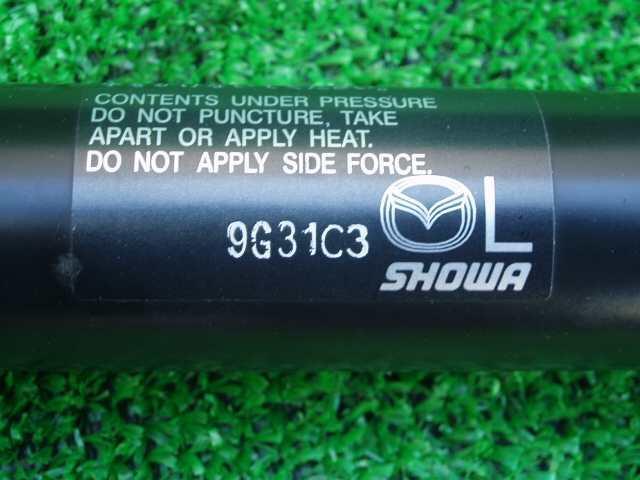 CONTENTS UNDER PRESSURE
DO NOT PUNCTURE, TAKE
APART OR APPLY HEAT.
DO NOT APPLY SIDE FORCE.
9G31C3 L
SHOWA